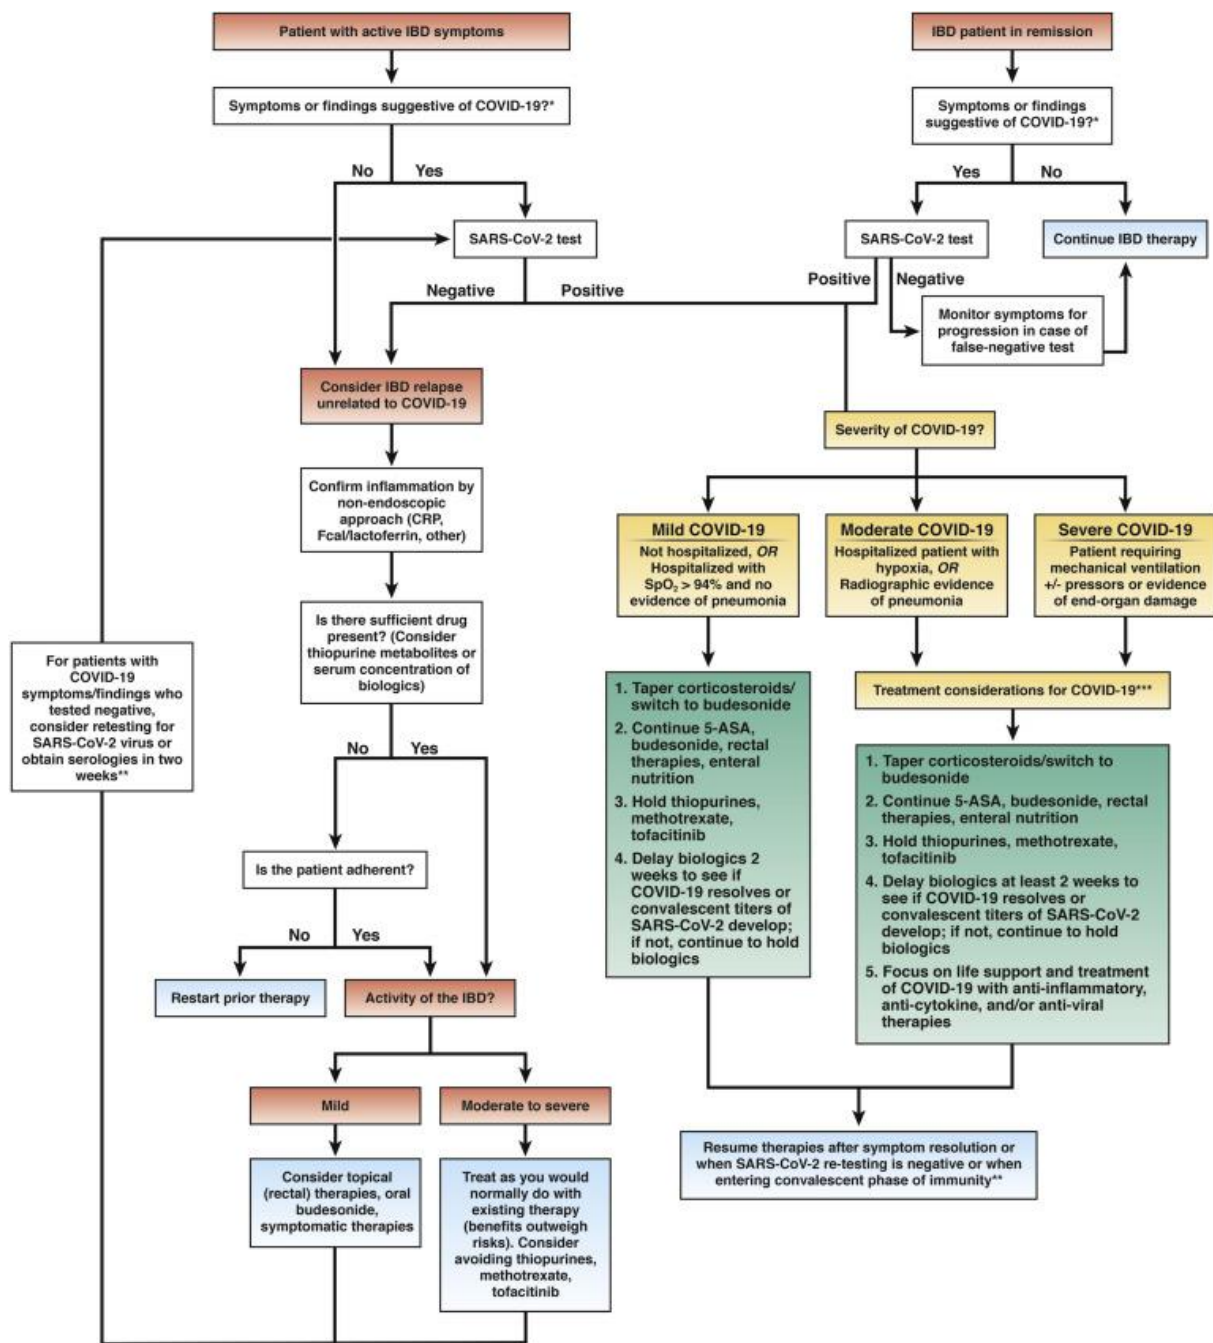 Patient with active IBD symptoms
IBD patient in remission
Symptoms or findings suggestive of COVID-19?*
Symptoms or findings
suggestive of COVID-19?*
No
Yes
Yes
No
SARS-CoV-2 test
SARS-CoV-2 test
Continue IBD therapy
Negative
Positive
Positive
Negative
Monitor symptoms for
progression in case of
false-negative test
Consider IBD relapse
unrelated to COVID-19
Severity of COVID-19?
Confirm inflammation by
non-endoscopic
approach (CRP,
Fcal/lactoferrin, other)
Mild COVID-19
Not hospitalized, OR
Hospitalized with
SpO₂ > 94% and no
evidence of pneumonia
Moderate COVID-19
Hospitalized patient with
hypoxia, OR
Radiographic evidence
of pneumonia
Severe COVID-19
Patient requiring
mechanical ventilation
+/- pressors or evidence
of end-organ damage
Is there sufficient drug
present? (Consider
thiopurine metabolites or
serum concentration of
biologics)
For patients with
COVID-19
symptoms/findings who
tested negative,
consider retesting for
SARS-CoV-2 virus or
obtain serologies in two
weeks**
Treatment considerations for COVID-19***
1. Taper corticosteroids/
switch to budesonide
2. Continue 5-ASA,
budesonide, rectal
therapies, enteral
nutrition
3. Hold thiopurines,
methotrexate,
tofacitinib
4. Delay biologics 2
weeks to see if
COVID-19 resolves or
convalescent titers of
SARS-CoV-2 develop;
if not, continue to hold
biologics
1. Taper corticosteroids/switch to
budesonide
2. Continue 5-ASA, budesonide, rectal
therapies, enteral nutrition
3. Hold thiopurines, methotrexate,
tofacitinib
4. Delay biologics at least 2 weeks to
see if COVID-19 resolves or
convalescent titers of SARS-CoV-2
develop; if not, continue to hold
biologics
5. Focus on life support and treatment
of COVID-19 with anti-inflammatory,
anti-cytokine, and/or anti-viral
therapies
No
Yes
Is the patient adherent?
No
Yes
Restart prior therapy
Activity of the IBD?
Mild
Moderate to severe
Consider topical
(rectal) therapies, oral
budesonide,
symptomatic therapies
Treat as you would
normally do with
existing therapy
(benefits outweigh
risks). Consider
avoiding thiopurines,
methotrexate,
tofacitinib
Resume therapies after symptom resolution or
when SARS-CoV-2 re-testing is negative or when
entering convalescent phase of immunity**